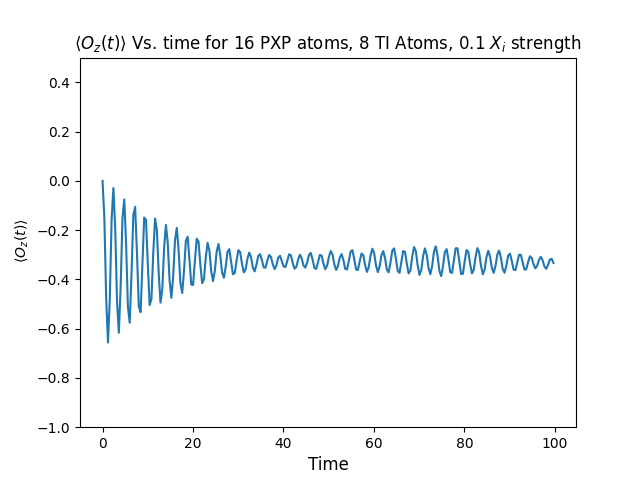 ⟨O_z(t)⟩ Vs. time for 16 PXP atoms, 8 TI Atoms, 0.1 X_i strength
0.4
0.2
0.0
−0.2
−0.4
−0.6
−0.8
−1.0
⟨O_z(t)⟩
0 20 40 60 80 100
Time